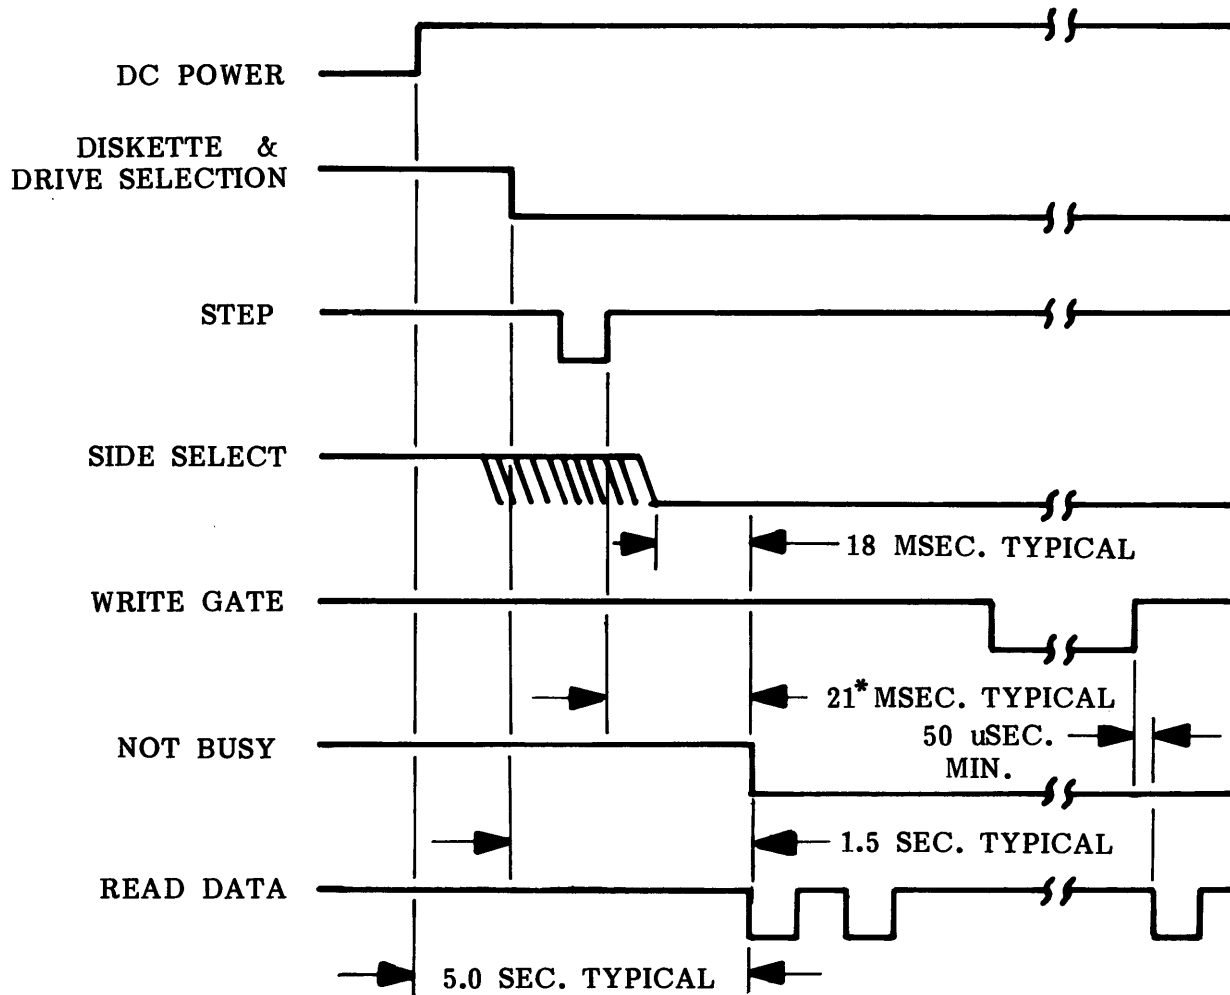 DC POWER
DISKETTE &
DRIVE SELECTION
STEP
SIDE SELECT
18 MSEC. TYPICAL
WRITE GATE
21* MSEC. TYPICAL
50 uSEC.
MIN.
NOT BUSY
1.5 SEC. TYPICAL
READ DATA
5.0 SEC. TYPICAL